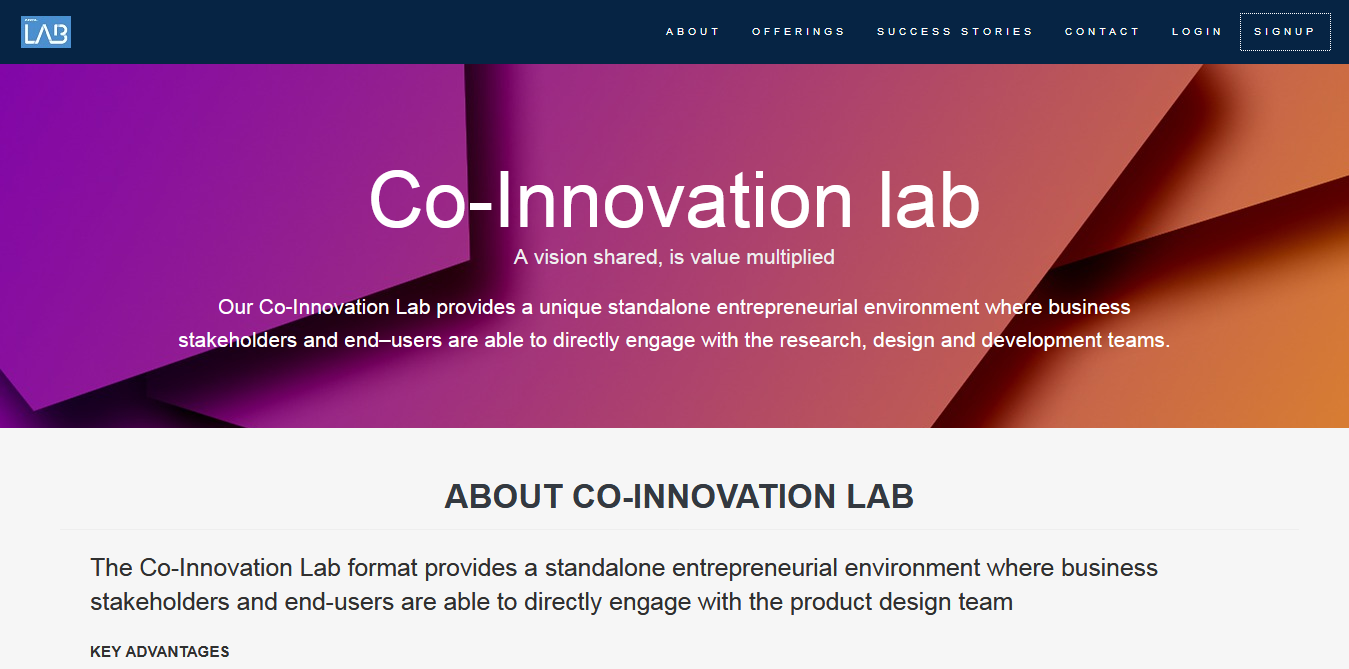 LAB
ABOUT OFFERINGS SUCCESS STORIES CONTACT LOGIN SIGNUP
Co-Innovation lab
A vision shared, is value multiplied
Our Co-Innovation Lab provides a unique standalone entrepreneurial environment where business
stakeholders and end–users are able to directly engage with the research, design and development teams.
ABOUT CO-INNOVATION LAB
The Co-Innovation Lab format provides a standalone entrepreneurial environment where business
stakeholders and end-users are able to directly engage with the product design team
KEY ADVANTAGES